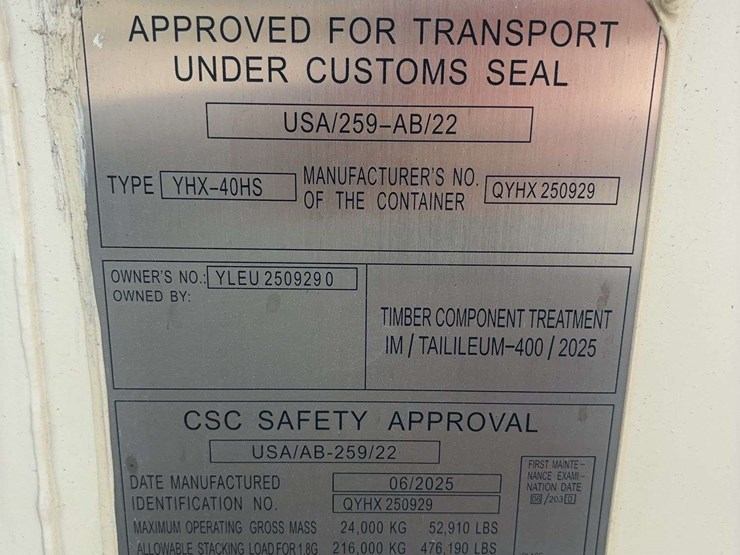 APPROVED FOR TRANSPORT
UNDER CUSTOMS SEAL
USA/259-AB/22
TYPE YHX-40HS MANUFACTURER'S NO. OF THE CONTAINER QYHX 250929
OWNER'S NO.: YLEU 2509290
OWNED BY:
TIMBER COMPONENT TREATMENT
IM / TAILILEUM-400 / 2025
CSC SAFETY APPROVAL
USA/AB-259/22
DATE MANUFACTURED 06/2025
IDENTIFICATION NO. QYHX 250929
MAXIMUM OPERATING GROSS MASS 24,000 KG 52,910 LBS
ALLOWABLE STACKING LOAD FOR 1.8G 216,000 KG 476,190 LBS
FIRST MAINTE-
NANCE EXAMI-
NATION DATE
06/2030